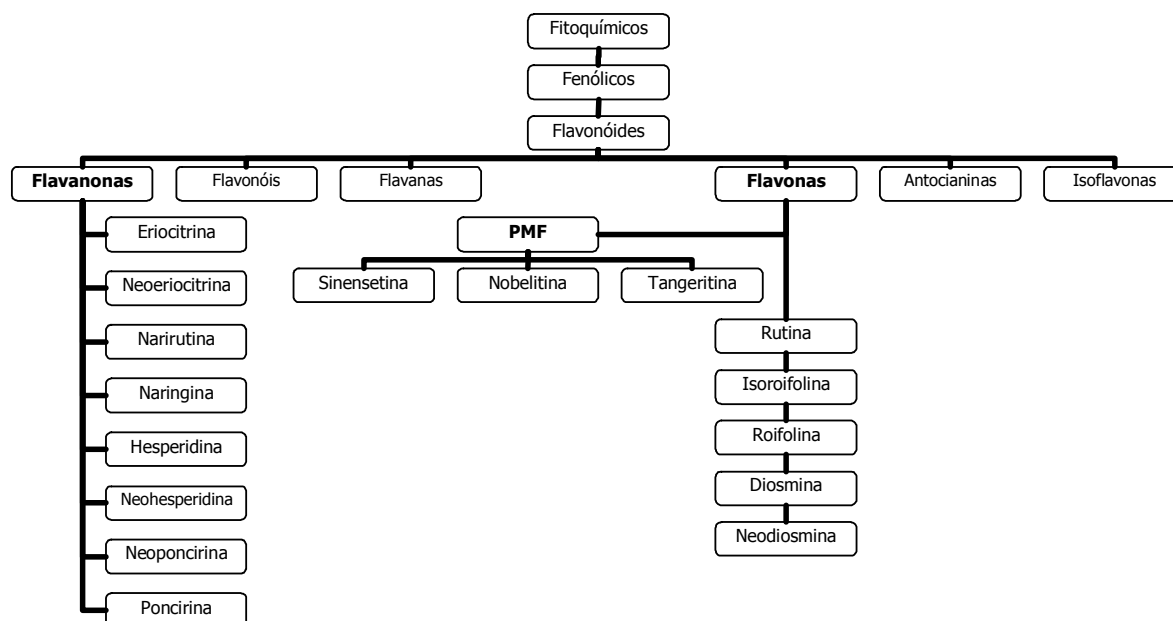 Fitoquímicos
Fenólicos
Flavonóides
Flavanonas
Flavonóis
Flavanas
Flavonas
Antocianinas
Isoflavonas
Eriocitrina
Neoeriocitrina
Narirutina
Naringina
Hesperidina
Neohesperidina
Neoponcirina
Poncirina
PMF
Sinensetina
Nobelitina
Tangeritina
Rutina
Isoroifolina
Roifolina
Diosmina
Neodiosmina